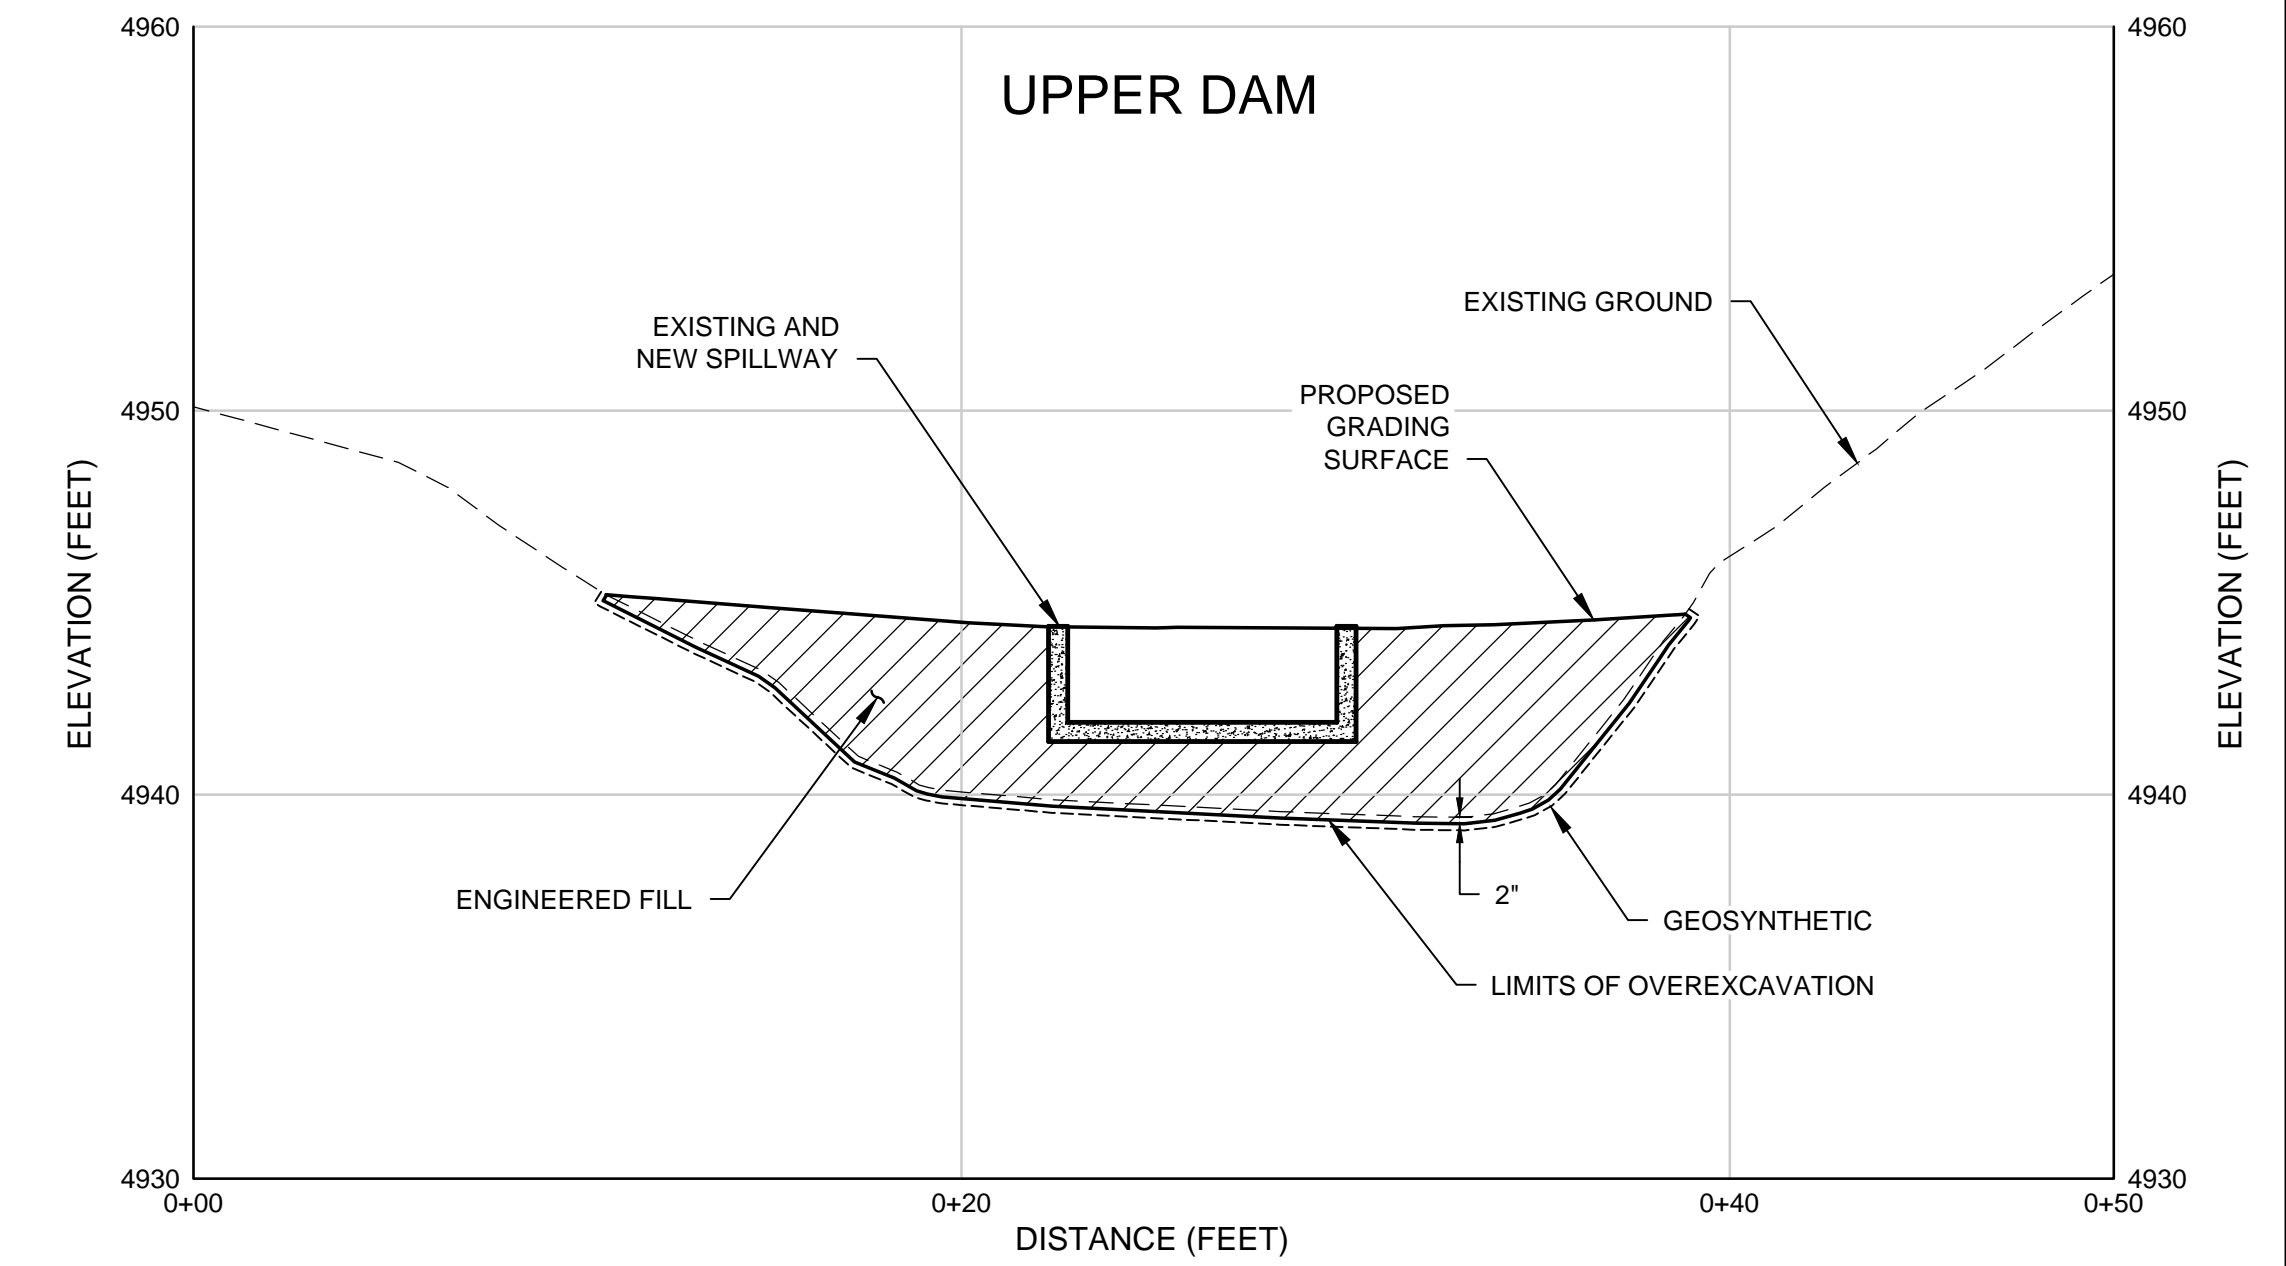 4960
4960
UPPER DAM
EXISTING GROUND
EXISTING AND
NEW SPILLWAY
PROPOSED
GRADING
SURFACE
4950
4950
ELEVATION (FEET)
ELEVATION (FEET)
4940
4940
ENGINEERED FILL
2"
GEOSYNTHETIC
LIMITS OF OVEREXCAVATION
4930
4930
0+00
0+20
0+40
0+50
DISTANCE (FEET)